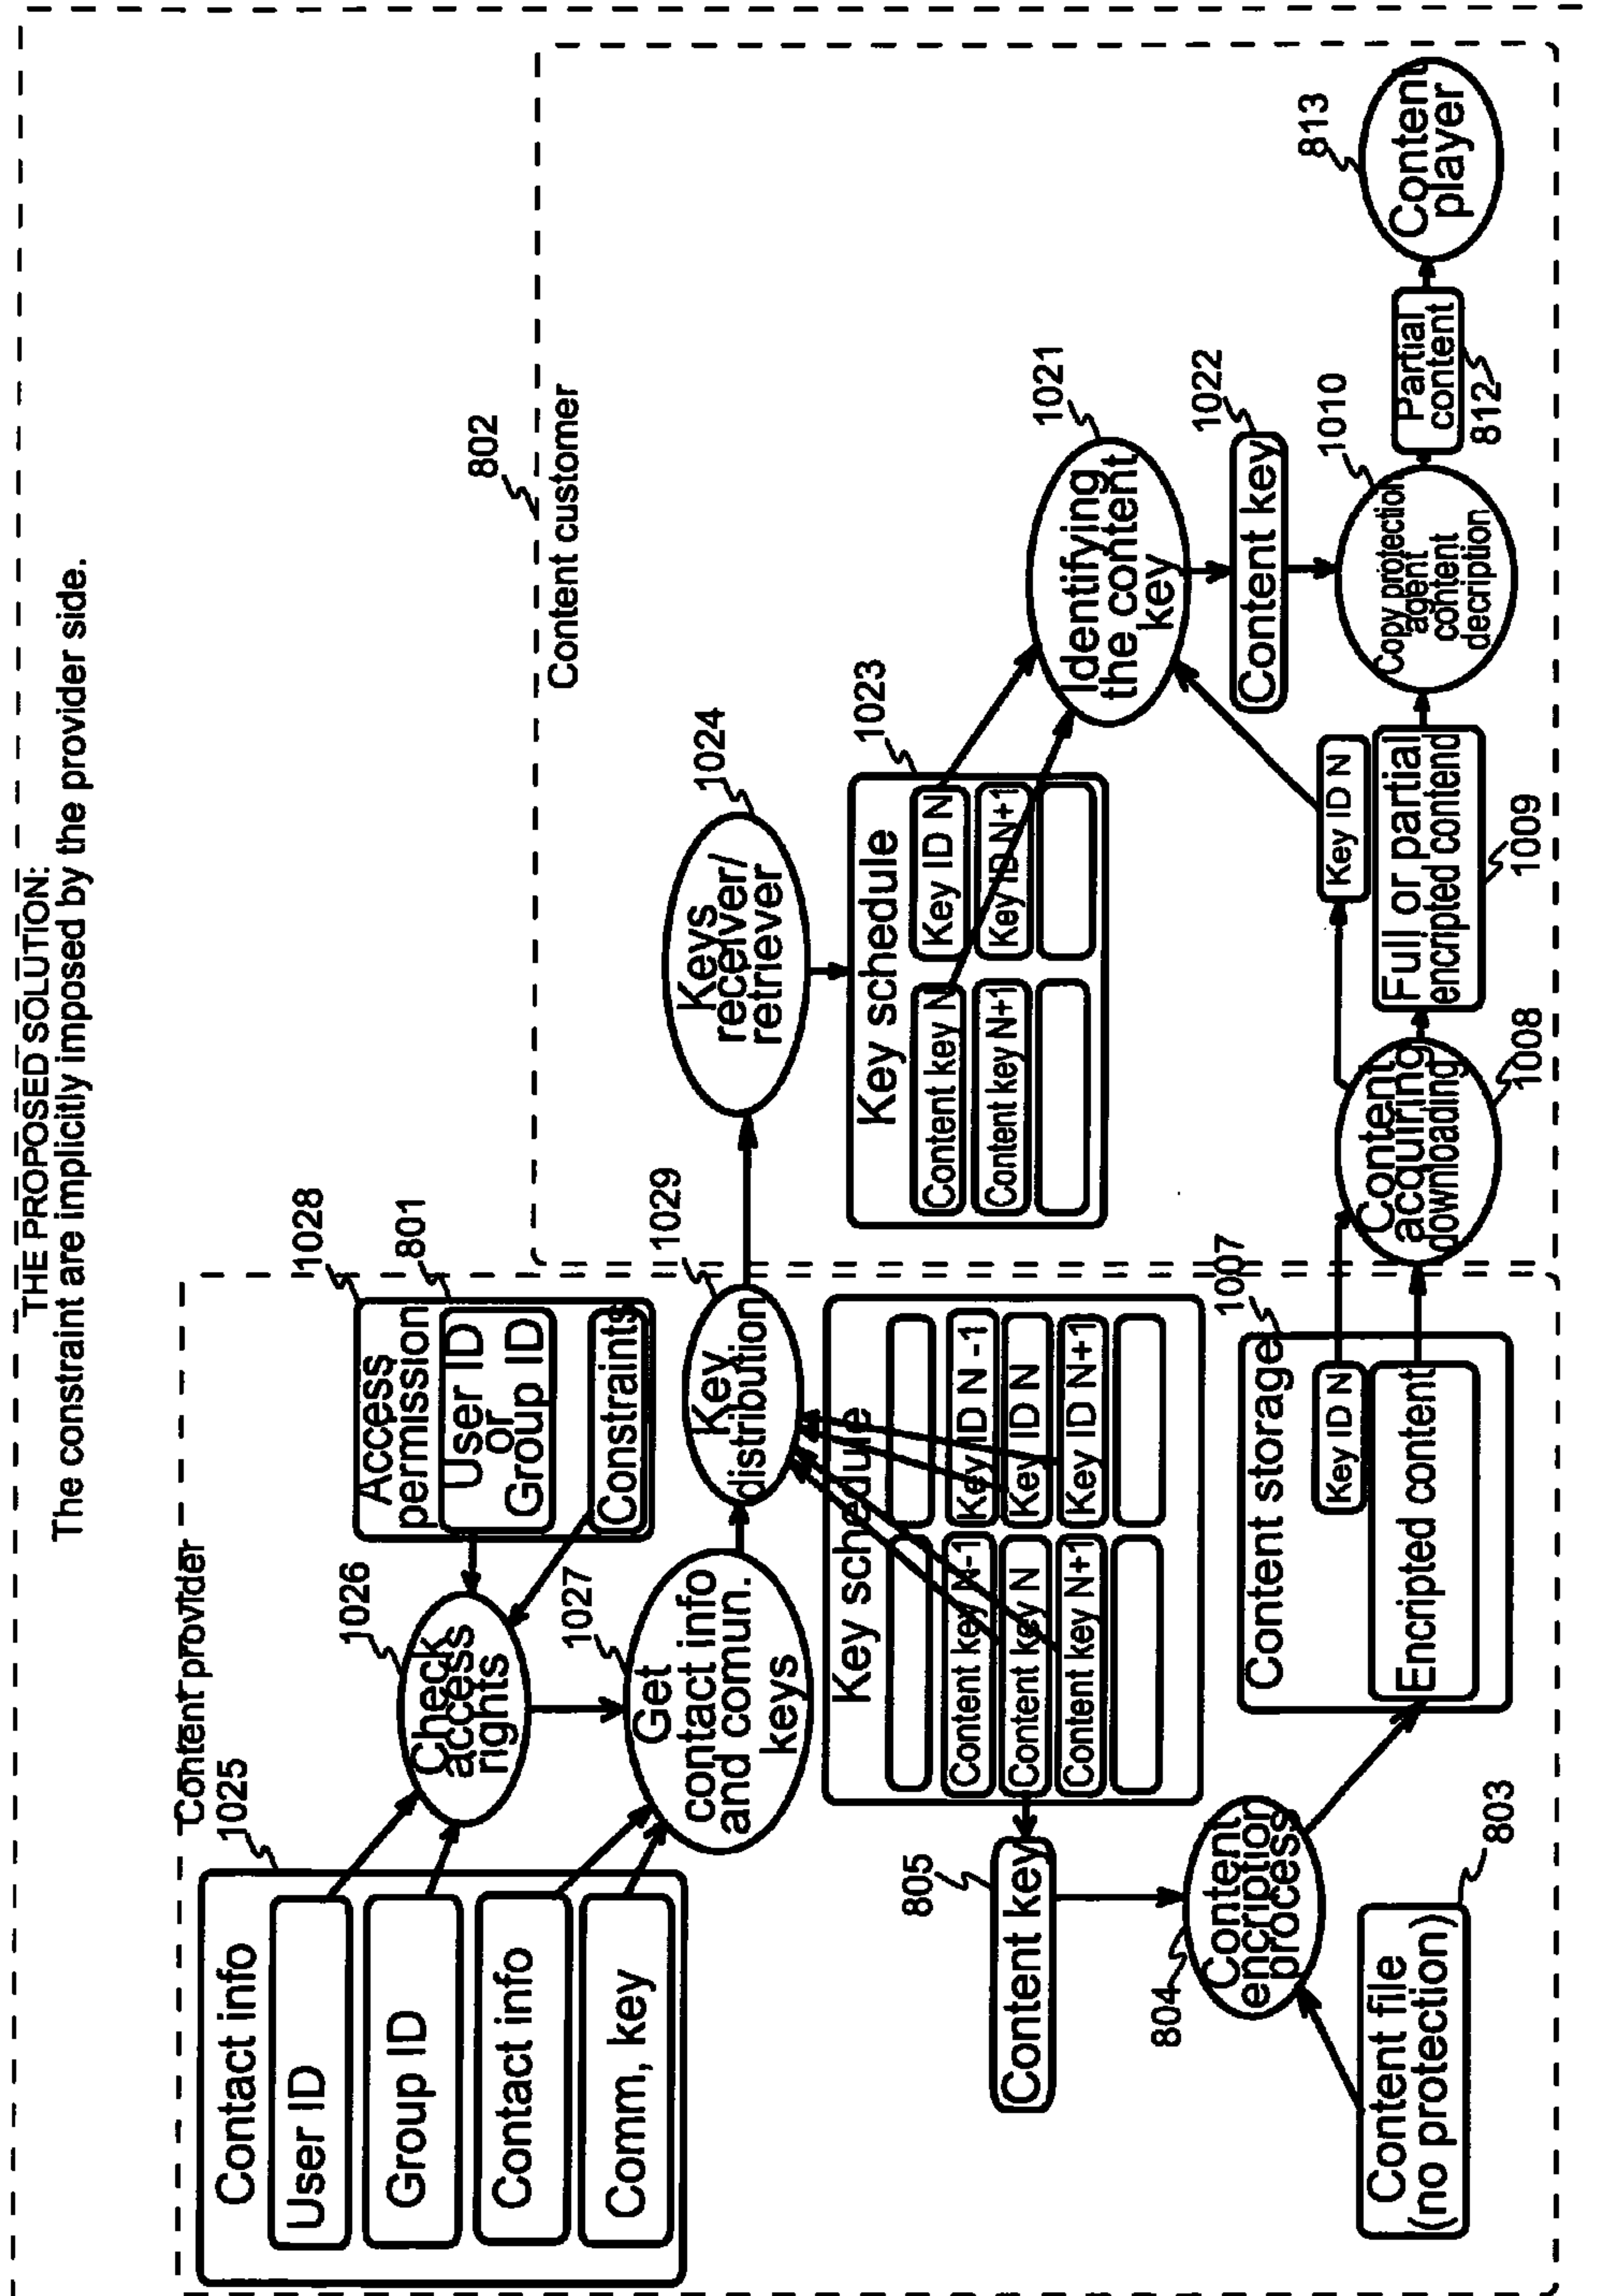 THE PROPOSED SOLUTION:
The constraint are implicitly imposed by the provider side.
Content provider
1025
Contact info
User ID
Group ID
Contact info
Comm, key
1026
Check
access
rights
1028
801
Access
permission
User ID
or
Group ID
Constraints
1027
Get
contact info
and comun.
keys
1029
Key
distribution
Key schedule
Content key N-1
Key ID N -1
Content key N
Key ID N
Content key N+1
Key ID N+1
805
Content key
804
Content
encription
process
803
Content file
(no protection)
1007
Content storage
Key ID N
Encripted content
802
Content customer
1024
Keys
receiver/
retriever
1023
Key schedule
Content key N
Key ID N
Content key N+1
Key ID N+1
1021
Identifying
the content
key
1022
Content key
1008
Content
acquiring
downloading
Key ID N
Full or partial
encripted contend
1009
1010
Copy protection
agent
content
decription
Partial
content
812
813
Content
player